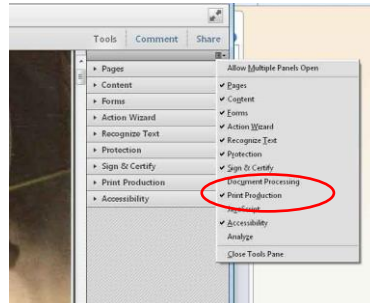 Tools Comment Share
Pages
Content
Forms
Action Wizard
Recognize Text
Protection
Sign & Certify
Print Production
Accessibility
Allow Multiple Panels Open
Pages
Content
Forms
Action Wizard
Recognize Text
Protection
Sign & Certify
Document Processing
Print Production
JavaScript
Accessibility
Analyze
Close Tools Pane